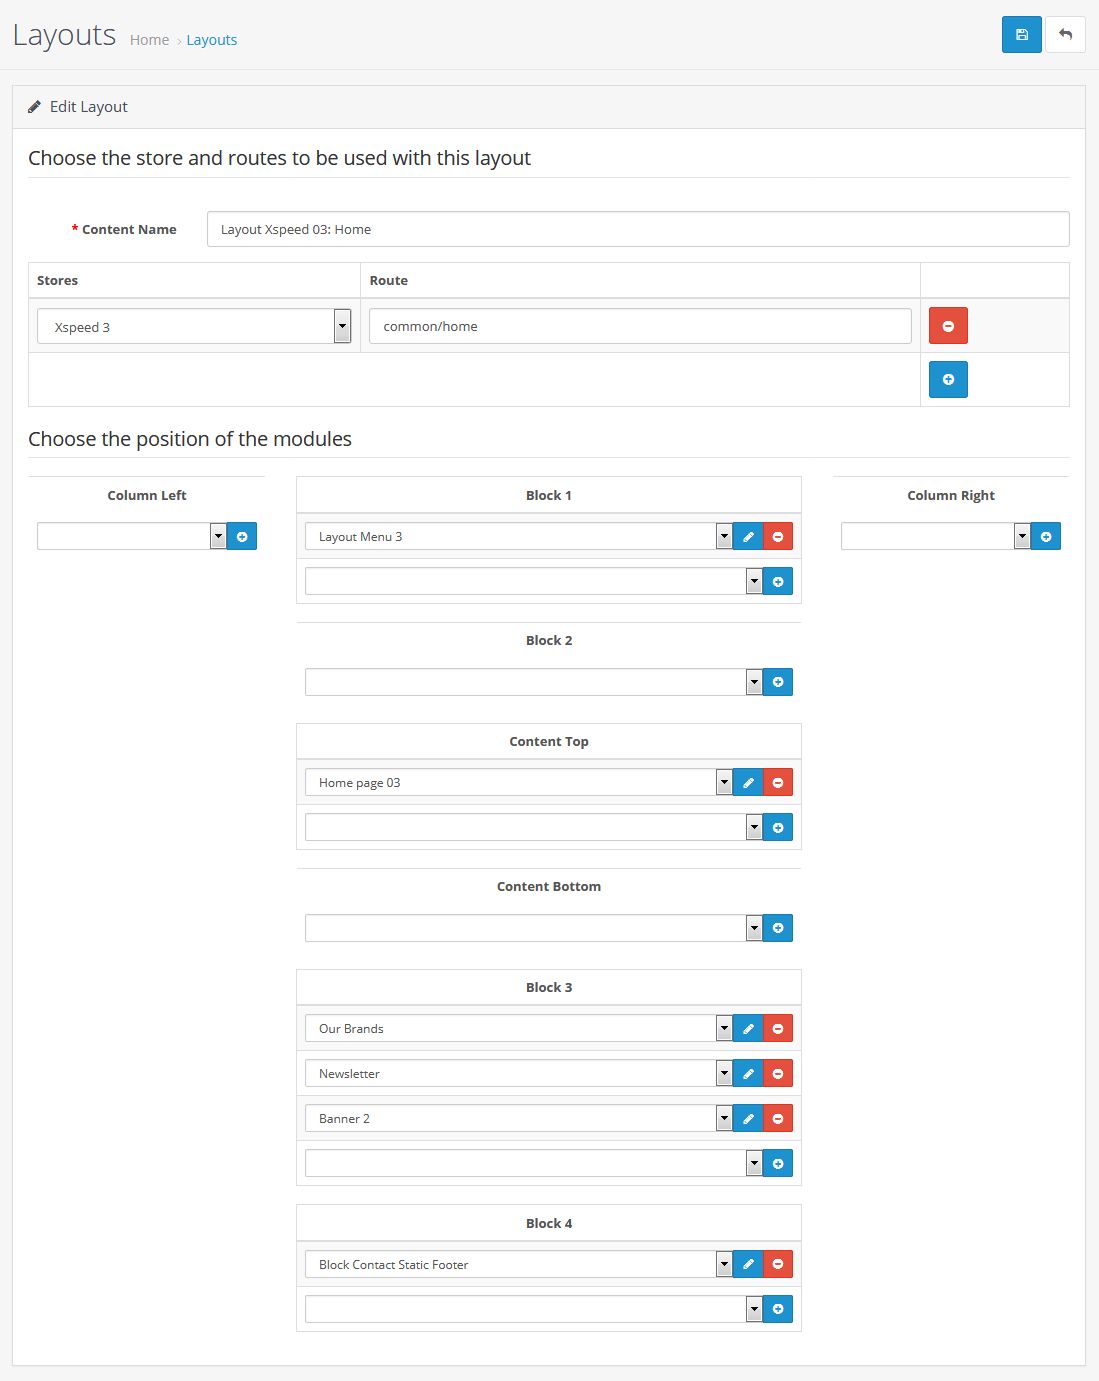 Layouts Home › Layouts
Edit Layout
Choose the store and routes to be used with this layout
* Content Name Layout Xspeed 03: Home
Stores Route
Xspeed 3 common/home
Choose the position of the modules
Column Left Block 1 Column Right
Layout Menu 3
Block 2
Content Top
Home page 03
Content Bottom
Block 3
Our Brands
Newsletter
Banner 2
Block 4
Block Contact Static Footer